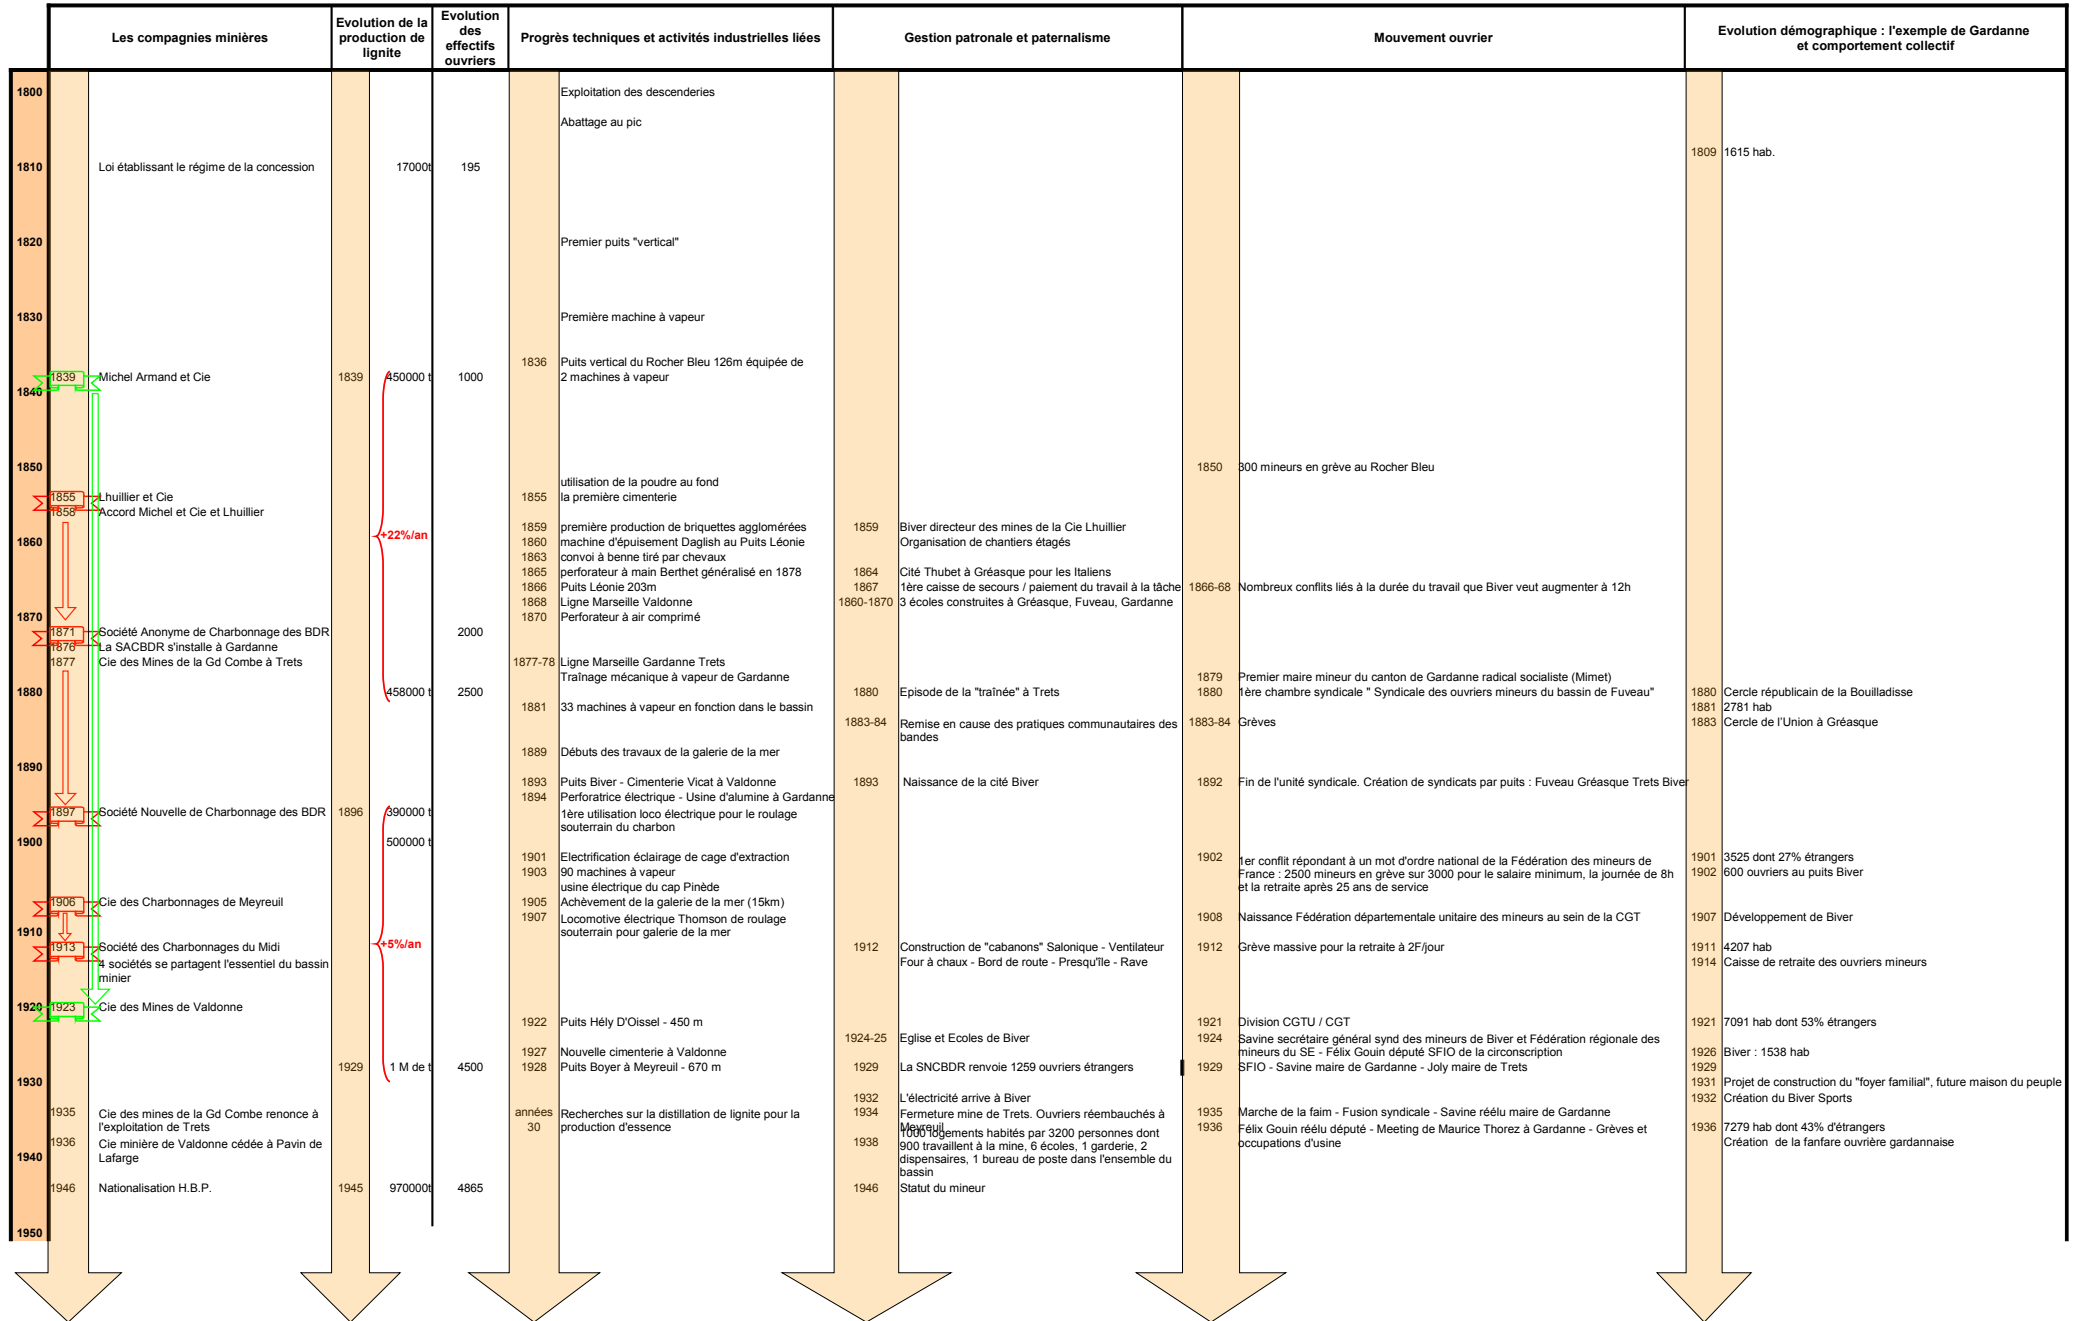 Les compagnies minières
Evolution de la
production de
lignite
Evolution
des
effectifs
ouvriers
Progrès techniques et activités industrielles liées
Gestion patronale et paternalisme
Mouvement ouvrier
Evolution démographique : l'exemple de Gardanne
et comportement collectif
1800
1810
1820
1830
1840
1850
1860
1870
1880
1890
1900
1910
1920
1930
1940
1950
Loi établissant le régime de la concession
1839 Michel Armand et Cie
1855 Lhuillier et Cie
1858 Accord Michel et Cie et Lhuillier
1871 Société Anonyme de Charbonnage des BDR
1876 La SACBDR s'installe à Gardanne
1877 Cie des Mines de la Gd Combe à Trets
1897 Société Nouvelle de Charbonnage des BDR
1906 Cie des Charbonnages de Meyreuil
1913 Société des Charbonnages du Midi
4 sociétés se partagent l'essentiel du bassin
minier
1923 Cie des Mines de Valdonne
1935 Cie des mines de la Gd Combe renonce à
l'exploitation de Trets
1936 Cie minière de Valdonne cédée à Pavin de
Lafarge
1946 Nationalisation H.B.P.
17000t 195
1839 450000 t 1000
+22%/an
2000
458000 t 2500
1896 390000 t
500000 t
+5%/an
1929 1 M de t 4500
1945 970000t 4865
Exploitation des descenderies
Abattage au pic
Premier puits "vertical"
Première machine à vapeur
1836 Puits vertical du Rocher Bleu 126m équipée de
2 machines à vapeur
utilisation de la poudre au fond
1855 la première cimenterie
1859 première production de briquettes agglomérées
1860 machine d'épuisement Daglish au Puits Léonie
1863 convoi à benne tiré par chevaux
1865 perforateur à main Berthet généralisé en 1878
1866 Puits Léonie 203m
1868 Ligne Marseille Valdonne
1870 Perforateur à air comprimé
1877-78 Ligne Marseille Gardanne Trets
Traînage mécanique à vapeur de Gardanne
1881 33 machines à vapeur en fonction dans le bassin
1889 Débuts des travaux de la galerie de la mer
1893 Puits Biver - Cimenterie Vicat à Valdonne
1894 Perforatrice électrique - Usine d'alumine à Gardanne
1ère utilisation loco électrique pour le roulage
souterrain du charbon
1901 Electrification éclairage de cage d'extraction
1903 90 machines à vapeur
usine électrique du cap Pinède
1905 Achèvement de la galerie de la mer (15km)
1907 Locomotive électrique Thomson de roulage
souterrain pour galerie de la mer
1922 Puits Hély D'Oissel - 450 m
1927 Nouvelle cimenterie à Valdonne
1928 Puits Boyer à Meyreuil - 670 m
années Recherches sur la distillation de lignite pour la
30 production d'essence
1859 Biver directeur des mines de la Cie Lhuillier
Organisation de chantiers étagés
1864 Cité Thubet à Gréasque pour les Italiens
1867 1ère caisse de secours / paiement du travail à la tâche
1860-1870 3 écoles construites à Gréasque, Fuveau, Gardanne
1880 Episode de la "traînée" à Trets
1883-84 Remise en cause des pratiques communautaires des
bandes
1893 Naissance de la cité Biver
1912 Construction de "cabanons" Salonique - Ventilateur
Four à chaux - Bord de route - Presqu'île - Rave
1924-25 Eglise et Ecoles de Biver
1929 La SNCBDR renvoie 1259 ouvriers étrangers
1932 L'électricité arrive à Biver
1934 Fermeture mine de Trets. Ouvriers réembauchés à
Meyreuil
1938 1000 logements habités par 3200 personnes dont
900 travaillent à la mine, 6 écoles, 1 garderie, 2
dispensaires, 1 bureau de poste dans l'ensemble du
bassin
1946 Statut du mineur
1850 300 mineurs en grève au Rocher Bleu
1866-68 Nombreux conflits liés à la durée du travail que Biver veut augmenter à 12h
1879 Premier maire mineur du canton de Gardanne radical socialiste (Mimet)
1880 1ère chambre syndicale " Syndicale des ouvriers mineurs du bassin de Fuveau"
1883-84 Grèves
1892 Fin de l'unité syndicale. Création de syndicats par puits : Fuveau Gréasque Trets Biver
1902 1er conflit répondant à un mot d'ordre national de la Fédération des mineurs de
France : 2500 mineurs en grève sur 3000 pour le salaire minimum, la journée de 8h
et la retraite après 25 ans de service
1908 Naissance Fédération départementale unitaire des mineurs au sein de la CGT
1912 Grève massive pour la retraite à 2F/jour
1921 Division CGTU / CGT
1924 Savine secrétaire général synd des mineurs de Biver et Fédération régionale des
mineurs du SE - Félix Gouin député SFIO de la circonscription
1929 SFIO - Savine maire de Gardanne - Joly maire de Trets
1935 Marche de la faim - Fusion syndicale - Savine réélu maire de Gardanne
1936 Félix Gouin réélu député - Meeting de Maurice Thorez à Gardanne - Grèves et
occupations d'usine
1809 1615 hab.
1880 Cercle républicain de la Bouilladisse
1881 2781 hab
1883 Cercle de l'Union à Gréasque
1901 3525 dont 27% étrangers
1902 600 ouvriers au puits Biver
1907 Développement de Biver
1911 4207 hab
1914 Caisse de retraite des ouvriers mineurs
1921 7091 hab dont 53% étrangers
1926 Biver : 1538 hab
1929
1931 Projet de construction du "foyer familial", future maison du peuple
1932 Création du Biver Sports
1936 7279 hab dont 43% d'étrangers
Création de la fanfare ouvrière gardannaise